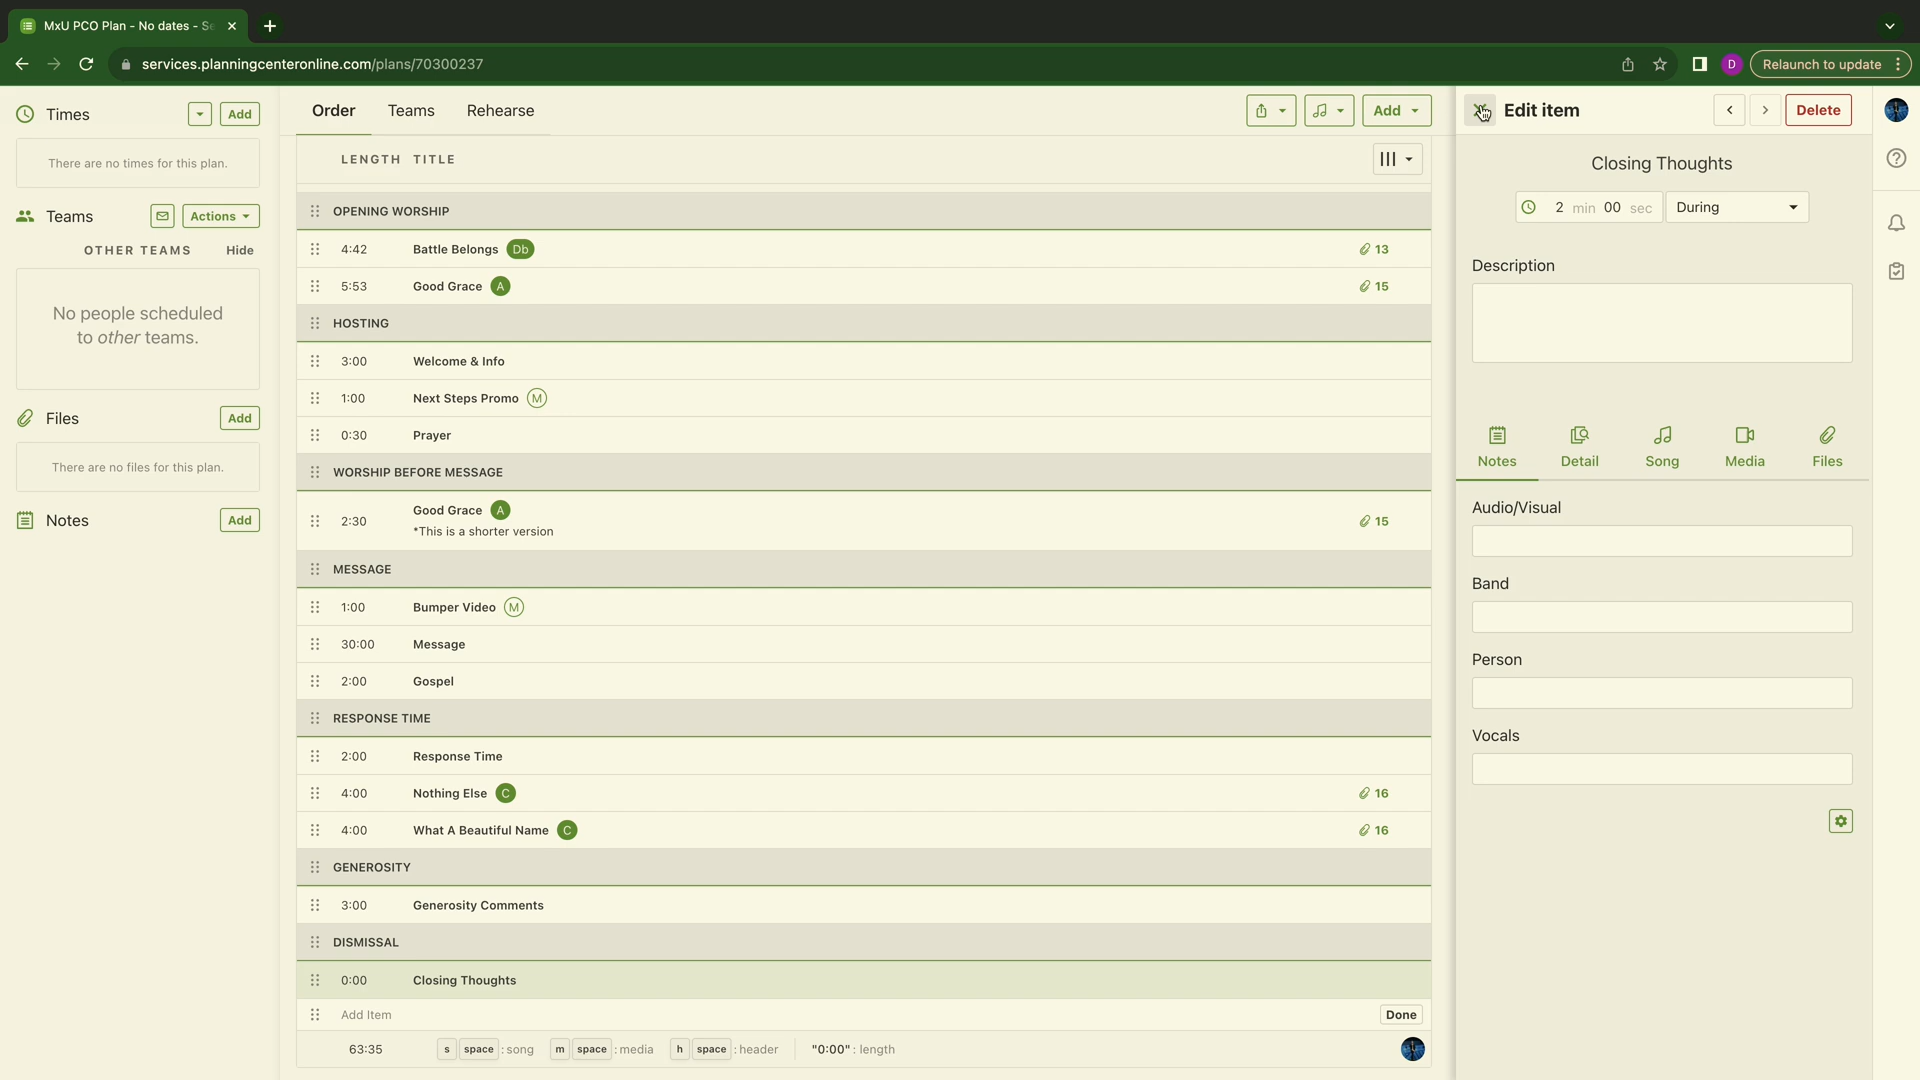 MxU PCO Plan - No dates - Se
services.planningcenteronline.com/plans/70300237
D
Relaunch to update
Times
Add
There are no times for this plan.
Teams
Actions
OTHER TEAMS
Hide
No people scheduled
to other teams.
Files
Add
There are no files for this plan.
Notes
Add
Order
Teams
Rehearse
Add
LENGTH TITLE
OPENING WORSHIP
4:42 Battle Belongs Db 13
5:53 Good Grace A 15
HOSTING
3:00 Welcome & Info
1:00 Next Steps Promo M
0:30 Prayer
WORSHIP BEFORE MESSAGE
2:30 Good Grace A 15
*This is a shorter version
MESSAGE
1:00 Bumper Video M
30:00 Message
2:00 Gospel
RESPONSE TIME
2:00 Response Time
4:00 Nothing Else C 16
4:00 What A Beautiful Name C 16
GENEROSITY
3:00 Generosity Comments
DISMISSAL
0:00 Closing Thoughts
Add Item Done
63:35 s space : song m space : media h space : header "0:00" : length
Edit item
Delete
Closing Thoughts
2 min 00 sec During
Description
Notes Detail Song Media Files
Audio/Visual
Band
Person
Vocals